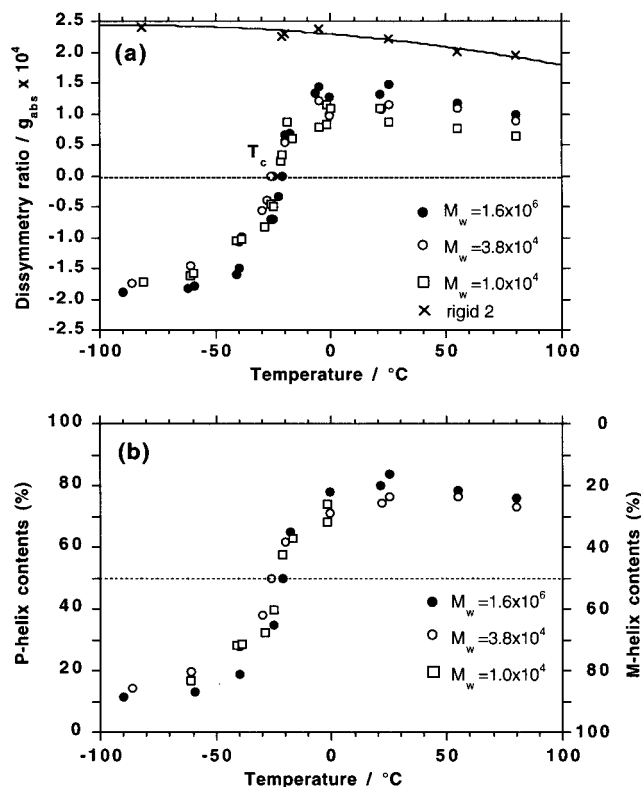 (a)
Dissymmetry ratio / g_abs x 10^4
2.5
2.0
1.5
1.0
0.5
0.0
-0.5
-1.0
-1.5
-2.0
-2.5
T_c
M_w=1.6x10^6
M_w=3.8x10^4
M_w=1.0x10^4
rigid 2
-100 -50 0 50 100
Temperature / °C
(b)
P-helix contents (%)
100
80
60
40
20
0
M-helix contents (%)
0
20
40
60
80
100
M_w=1.6x10^6
M_w=3.8x10^4
M_w=1.0x10^4
-100 -50 0 50 100
Temperature / °C